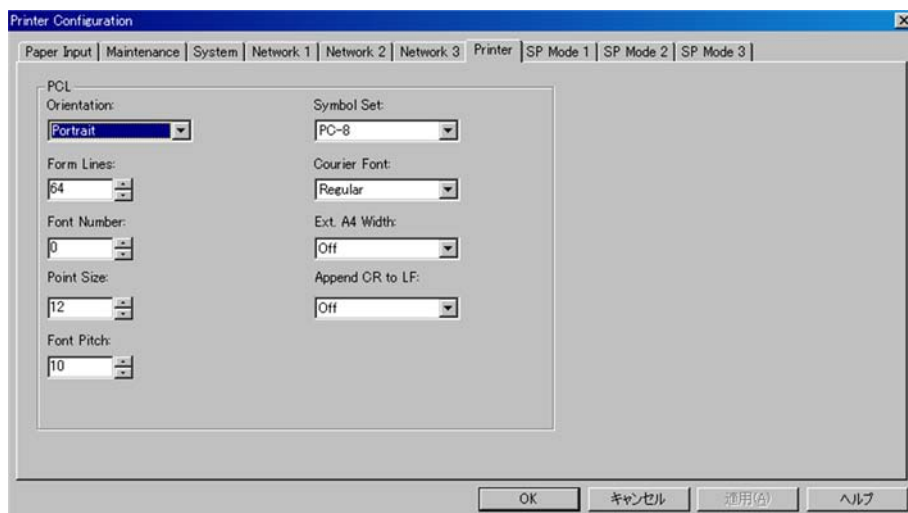 Printer Configuration
Paper Input Maintenance System Network 1 Network 2 Network 3 Printer SP Mode 1 SP Mode 2 SP Mode 3
PCL
Orientation:
Portrait
Form Lines:
64
Font Number:
0
Point Size:
12
Font Pitch:
10
Symbol Set:
PC-8
Courier Font:
Regular
Ext. A4 Width:
Off
Append CR to LF:
Off
OK キャンセル 適用(A) ヘルプ